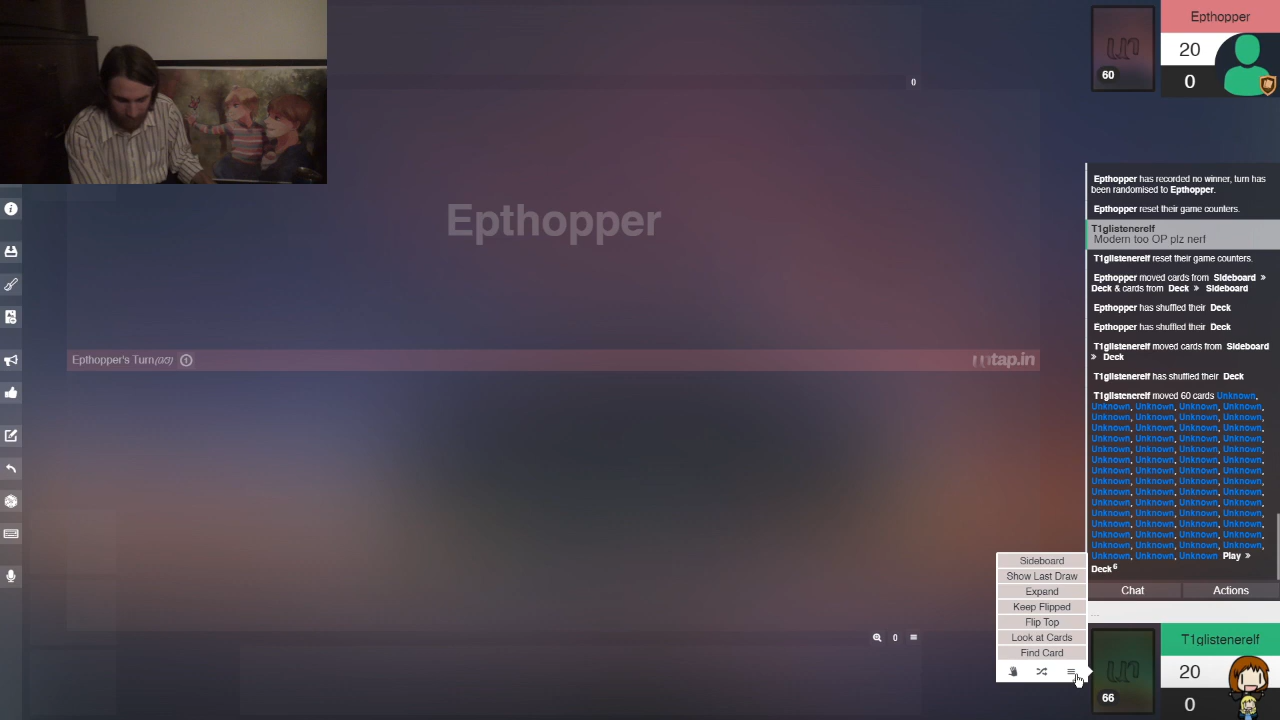 Epthopper
60
20
0
0
Epthopper has recorded no winner, turn has
been randomised to Epthopper.
Epthopper reset their game counters.
T1glistenerelf
Modern too OP plz nerf
T1glistenerelf reset their game counters.
Epthopper moved cards from Sideboard »
Deck & cards from Deck » Sideboard
Epthopper has shuffled their Deck
Epthopper has shuffled their Deck
T1glistenerelf moved cards from Sideboard
» Deck
T1glistenerelf has shuffled their Deck
T1glistenerelf moved 60 cards Unknown,
Unknown, Unknown, Unknown, Unknown,
Unknown, Unknown, Unknown, Unknown,
Unknown, Unknown, Unknown, Unknown,
Unknown, Unknown, Unknown, Unknown,
Unknown, Unknown, Unknown, Unknown,
Unknown, Unknown, Unknown, Unknown,
Unknown, Unknown, Unknown, Unknown,
Unknown, Unknown, Unknown, Unknown,
Unknown, Unknown, Unknown, Unknown,
Unknown, Unknown, Unknown, Unknown,
Unknown, Unknown, Unknown, Unknown,
Unknown, Unknown, Unknown, Unknown,
Unknown, Unknown, Unknown, Unknown,
Unknown, Unknown, Unknown, Unknown,
Unknown, Unknown, Unknown Play »
Deck 6
Epthopper
Epthopper's Turn
1
untap.in
Sideboard
Show Last Draw
Expand
Keep Flipped
Flip Top
Look at Cards
Find Card
0
Chat
Actions
...
T1glistenerelf
66
20
0